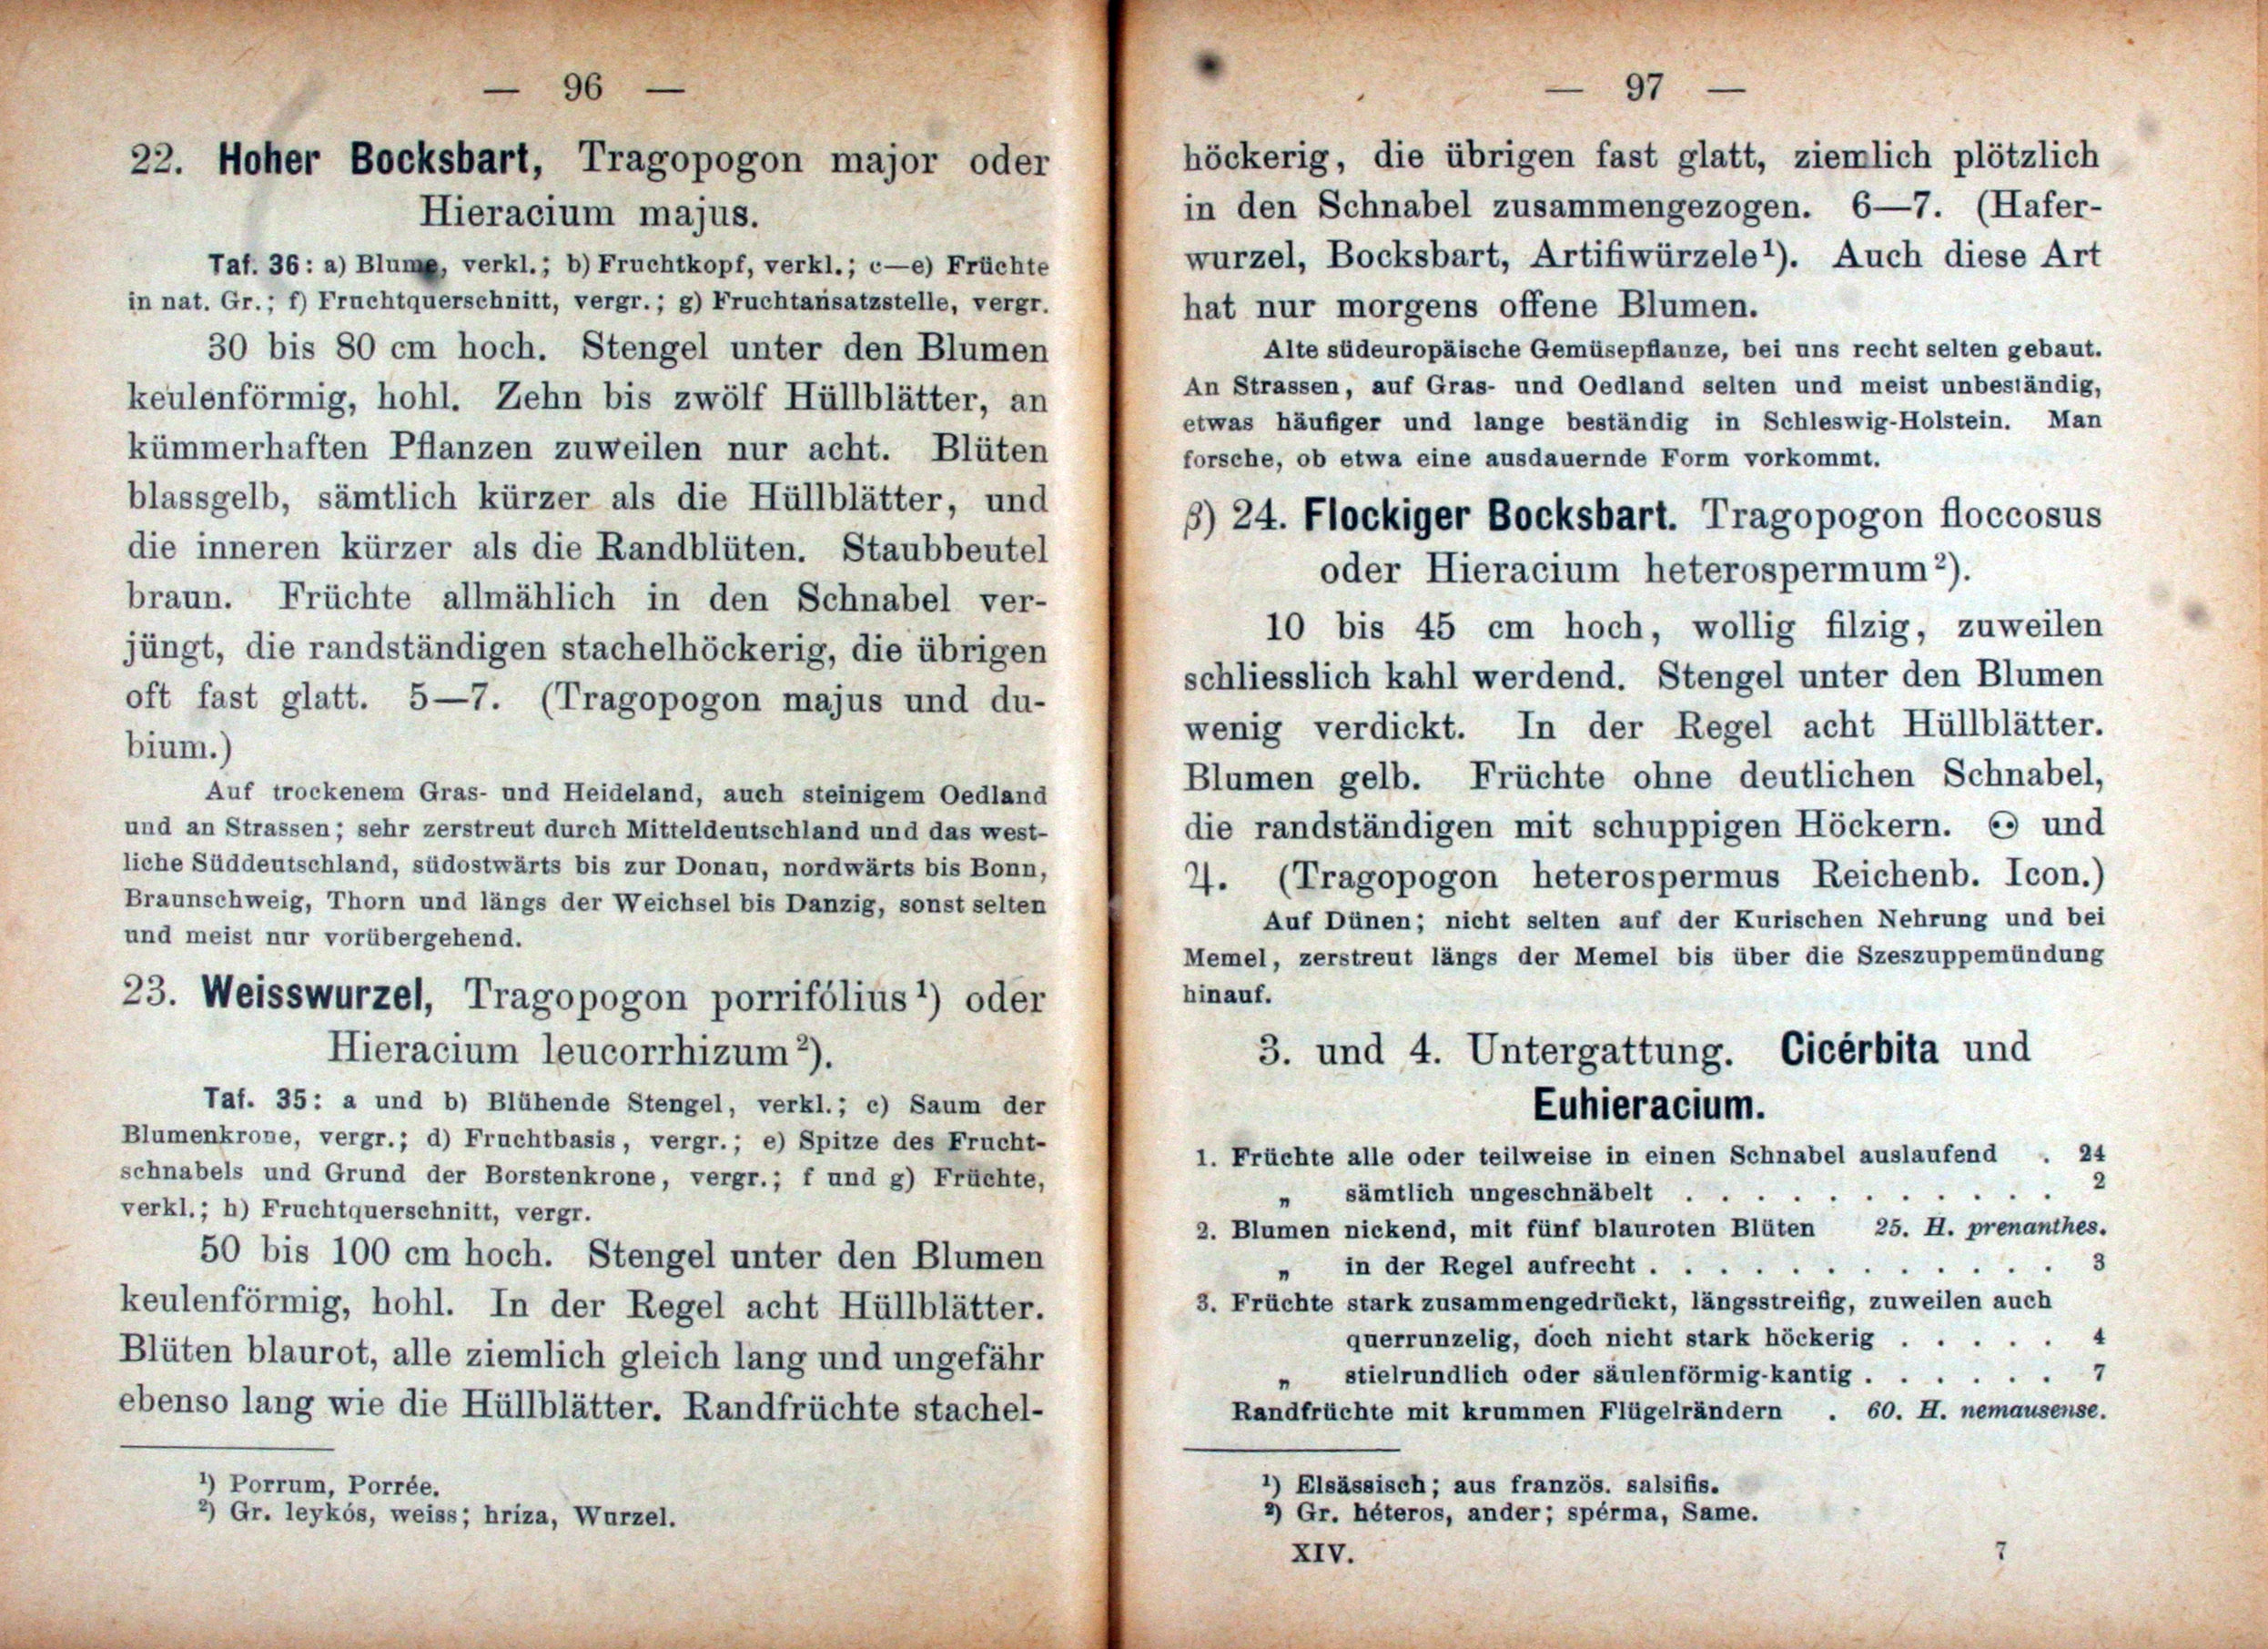 — 96 —
22. Hoher Bocksbart, Tragopogon major oder
Hieracium majus.
Taf. 36: a) Blume, verkl.; b) Fruchtkopf, verkl.; c—e) Früchte
in nat. Gr.; f) Fruchtquerschnitt, vergr.; g) Fruchtansatzstelle, vergr.
30 bis 80 cm hoch. Stengel unter den Blumen
keulenförmig, hohl. Zehn bis zwölf Hüllblätter, an
kümmerhaften Pflanzen zuweilen nur acht. Blüten
blassgelb, sämtlich kürzer als die Hüllblätter, und
die inneren kürzer als die Randblüten. Staubbeutel
braun. Früchte allmählich in den Schnabel ver-
jüngt, die randständigen stachelhöckerig, die übrigen
oft fast glatt. 5—7. (Tragopogon majus und du-
bium.)
Auf trockenem Gras- und Heideland, auch steinigem Oedland
und an Strassen; sehr zerstreut durch Mitteldeutschland und das west-
liche Süddeutschland, südostwärts bis zur Donau, nordwärts bis Bonn,
Braunschweig, Thorn und längs der Weichsel bis Danzig, sonst selten
und meist nur vorübergehend.
23. Weisswurzel, Tragopogon porrifólius ¹) oder
Hieracium leucorrhizum ²).
Taf. 35: a und b) Blühende Stengel, verkl.; c) Saum der
Blumenkrone, vergr.; d) Fruchtbasis, vergr.; e) Spitze des Frucht-
schnabels und Grund der Borstenkrone, vergr.; f und g) Früchte,
verkl.; h) Fruchtquerschnitt, vergr.
50 bis 100 cm hoch. Stengel unter den Blumen
keulenförmig, hohl. In der Regel acht Hüllblätter.
Blüten blaurot, alle ziemlich gleich lang und ungefähr
ebenso lang wie die Hüllblätter. Randfrüchte stachel-
¹) Porrum, Porrée.
²) Gr. leykós, weiss; hriza, Wurzel.
— 97 —
höckerig, die übrigen fast glatt, ziemlich plötzlich
in den Schnabel zusammengezogen. 6—7. (Hafer-
wurzel, Bocksbart, Artifiwürzele ¹). Auch diese Art
hat nur morgens offene Blumen.
Alte südeuropäische Gemüsepflanze, bei uns recht selten gebaut.
An Strassen, auf Gras- und Oedland selten und meist unbeständig,
etwas häufiger und lange beständig in Schleswig-Holstein. Man
forsche, ob etwa eine ausdauernde Form vorkommt.
β) 24. Flockiger Bocksbart. Tragopogon floccosus
oder Hieracium heterospermum ²).
10 bis 45 cm hoch, wollig filzig, zuweilen
schliesslich kahl werdend. Stengel unter den Blumen
wenig verdickt. In der Regel acht Hüllblätter.
Blumen gelb. Früchte ohne deutlichen Schnabel,
die randständigen mit schuppigen Höckern. ⚇ und
♃. (Tragopogon heterospermus Reichenb. Icon.)
Auf Dünen; nicht selten auf der Kurischen Nehrung und bei
Memel, zerstreut längs der Memel bis über die Szeszuppemündung
hinauf.
3. und 4. Untergattung. Cicérbita und
Euhieracium.
1. Früchte alle oder teilweise in einen Schnabel auslaufend . 24
„ sämtlich ungeschnäbelt . . . . . . . . . . . 2
2. Blumen nickend, mit fünf blauroten Blüten 25. H. prenanthes.
„ in der Regel aufrecht . . . . . . . . . . . . 3
3. Früchte stark zusammengedrückt, längsstreifig, zuweilen auch
querrunzelig, doch nicht stark höckerig . . . . . 4
„ stielrundlich oder säulenförmig-kantig . . . . . . 7
Randfrüchte mit krummen Flügelrändern . 60. H. nemausense.
¹) Elsässisch; aus französ. salsifis.
²) Gr. héteros, ander; spérma, Same.
XIV. 7